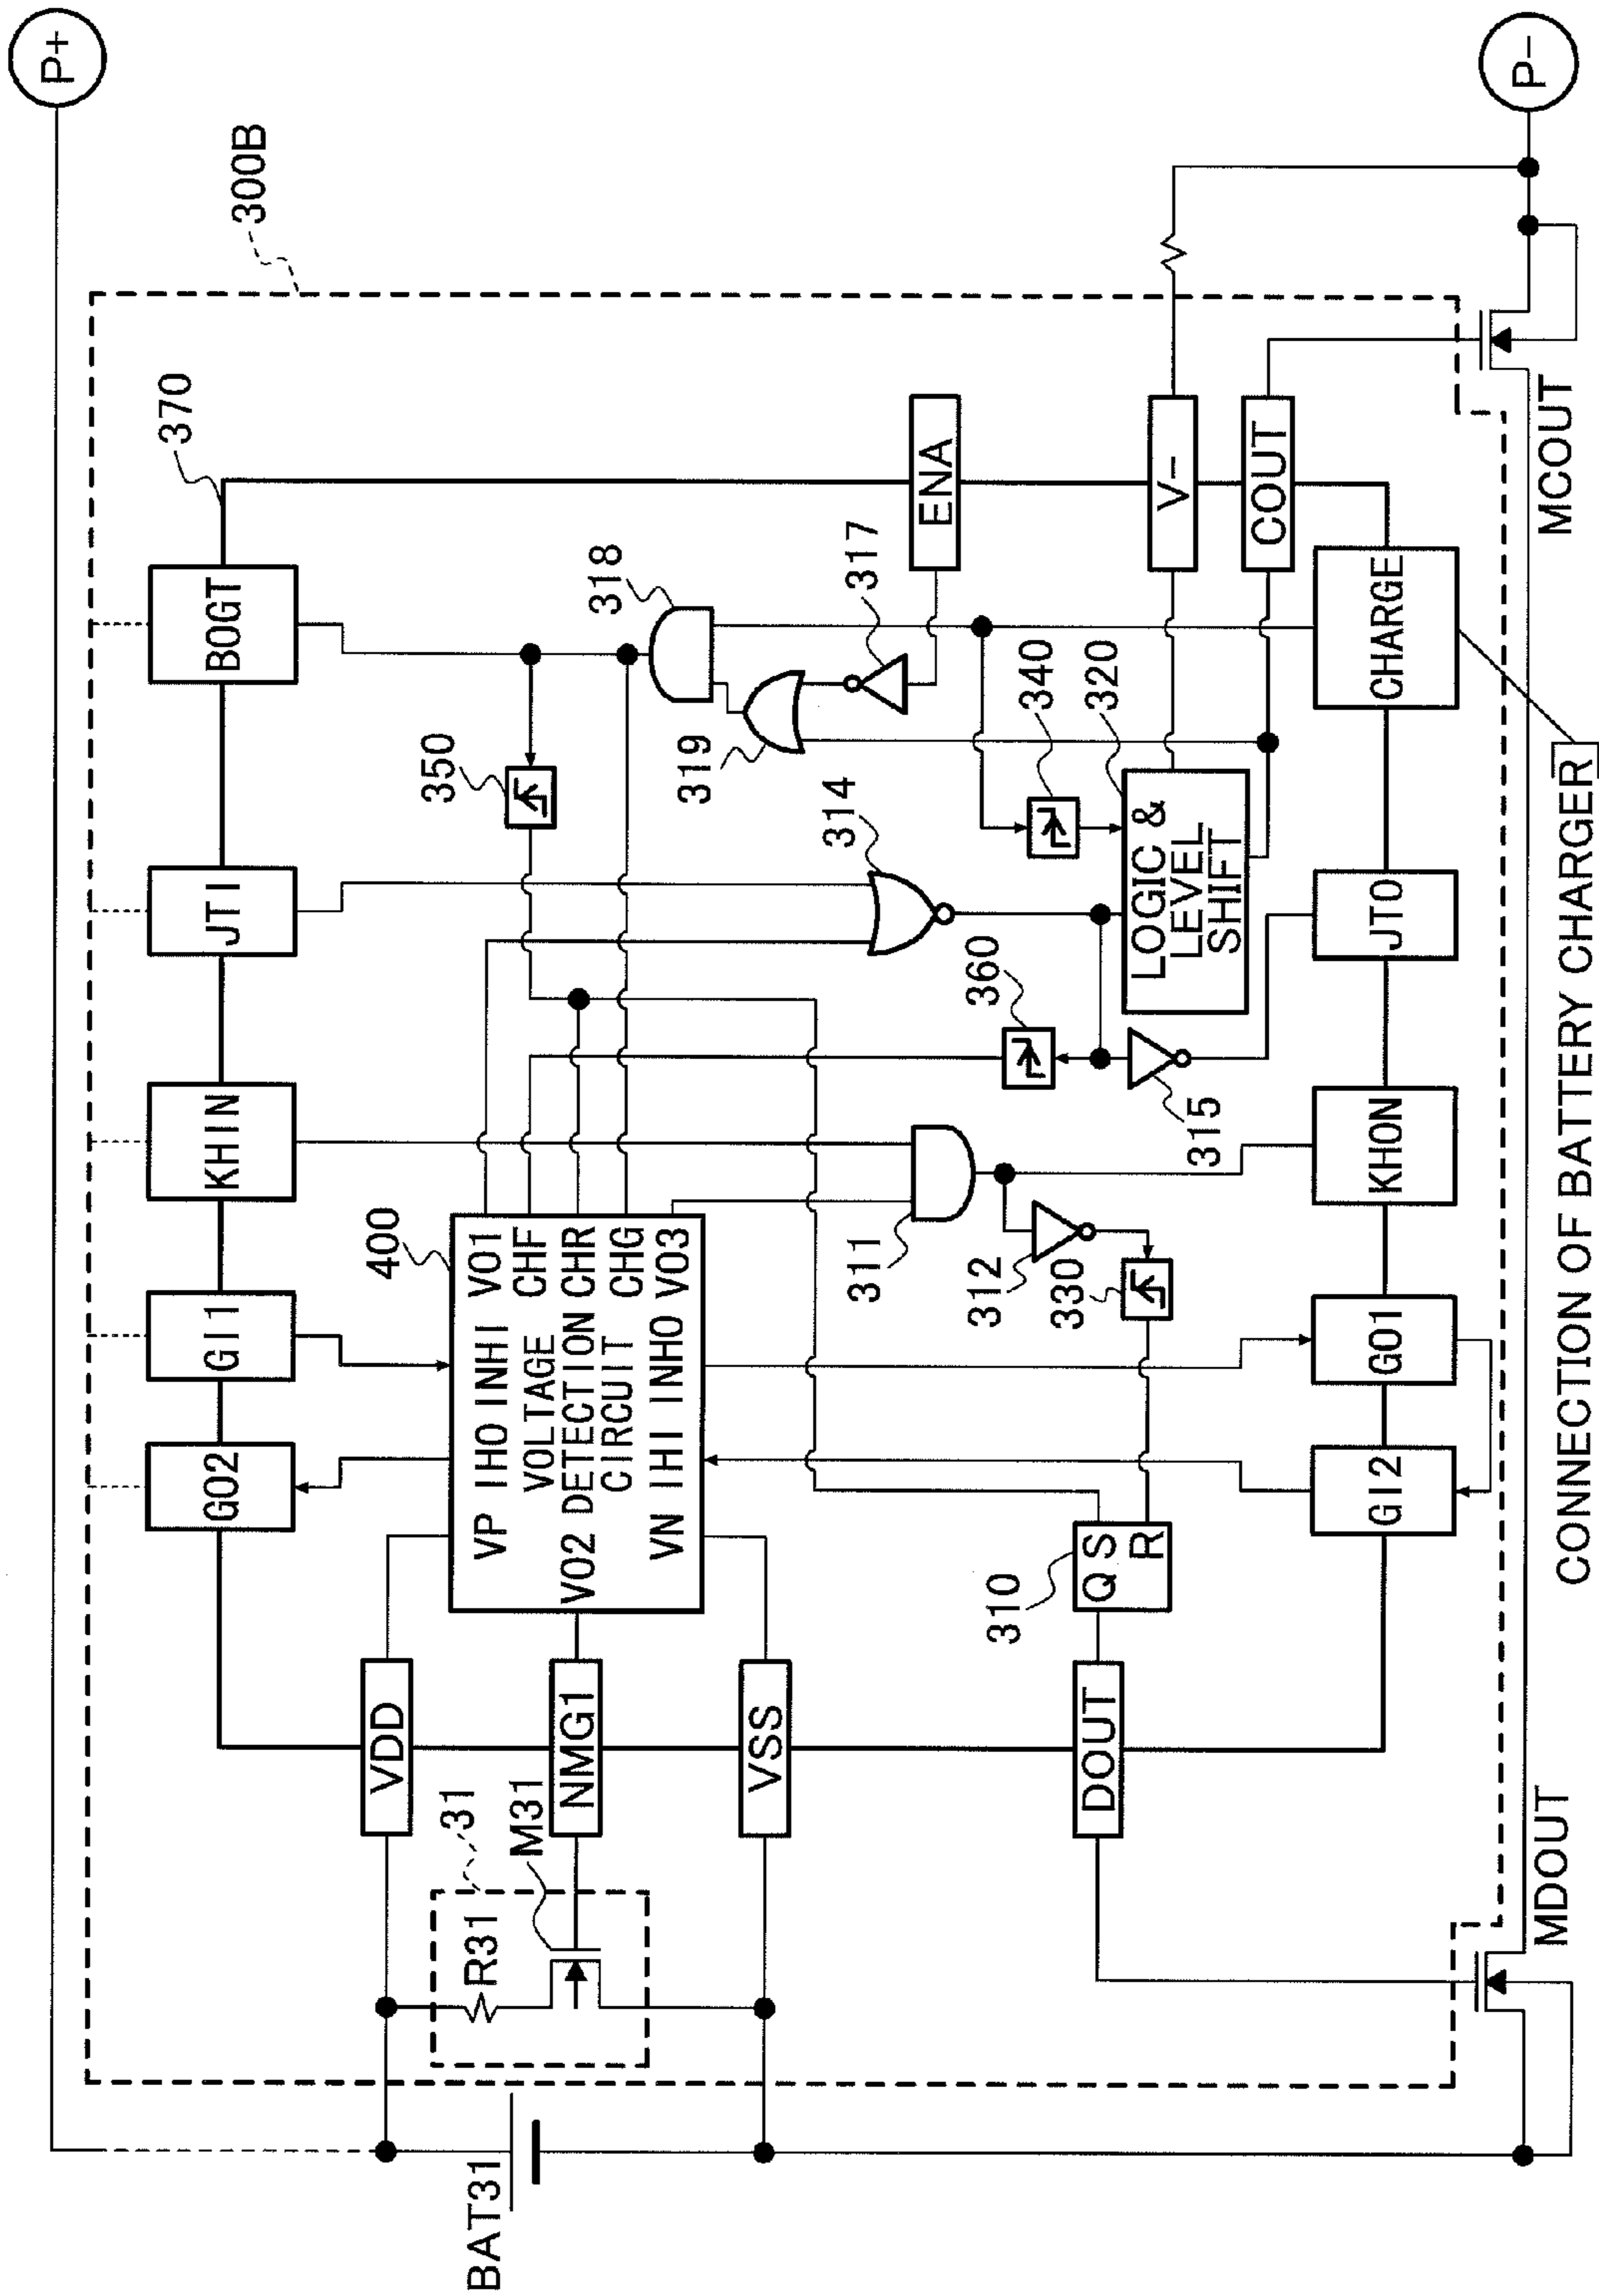 P+
P-
300B
370
BOGT
JTI
KHIN
GI1
GO2
350
318
ENA
317
319
340
320
V-
COUT
CHARGE
MCOUT
314
LOGIC &
LEVEL
SHIFT
360
315
JTO
KHON
311
312
330
GO1
GI2
400
VP IHO INHI VO1
VOLTAGE CHF
VO2 DETECTION CHR
CIRCUIT CHG
VN IHI INHO VO3
310
Q S
R
VDD
NMG1
VSS
DOUT
31
M31
R31
BAT31
MDOUT
CONNECTION OF BATTERY CHARGER